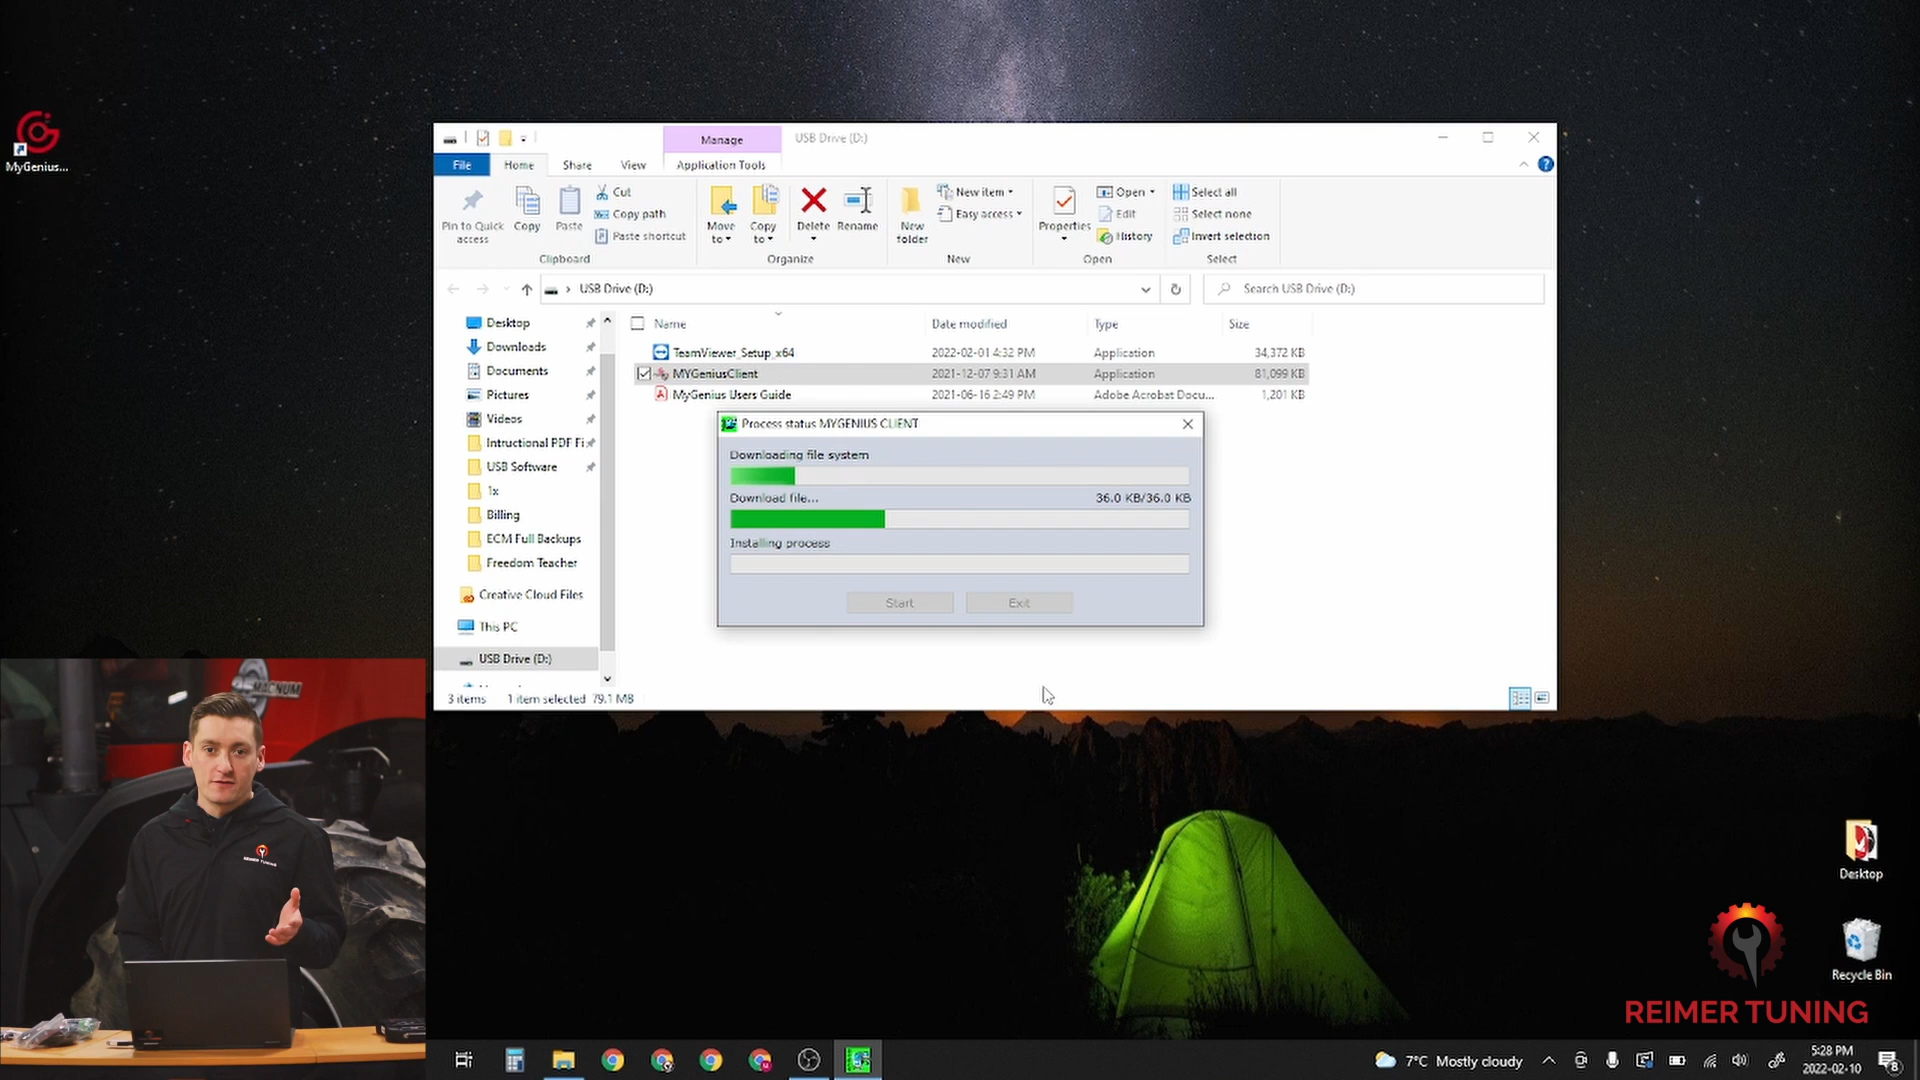 MyGenius...
Manage
USB Drive (D:)
File
Home
Share
View
Application Tools
Pin to Quick access
Copy
Paste
Cut
Copy path
Paste shortcut
Clipboard
Move to
Copy to
Delete
Rename
Organize
New folder
New item
Easy access
New
Properties
Open
Edit
History
Open
Select all
Select none
Invert selection
Select
USB Drive (D:)
Search USB Drive (D:)
Name
Date modified
Type
Size
TeamViewer_Setup_x64
2022-02-01 4:32 PM
Application
34,372 KB
MYGeniusClient
2021-12-07 9:31 AM
Application
81,099 KB
MyGenius Users Guide
2021-06-16 2:49 PM
Adobe Acrobat Docu...
1,201 KB
Desktop
Downloads
Documents
Pictures
Videos
Intructional PDF Fi
USB Software
1x
Billing
ECM Full Backups
Freedom Teacher
Creative Cloud Files
This PC
USB Drive (D:)
Process status MYGENIUS CLIENT
Downloading file system
Download file...
36.0 KB/36.0 KB
Installing process
Start
Exit
3 items
1 item selected 79.1 MB
MAGNUM
REIMER TUNING
Desktop
Recycle Bin
REIMER TUNING
7°C Mostly cloudy
5:28 PM
2022-02-10
8